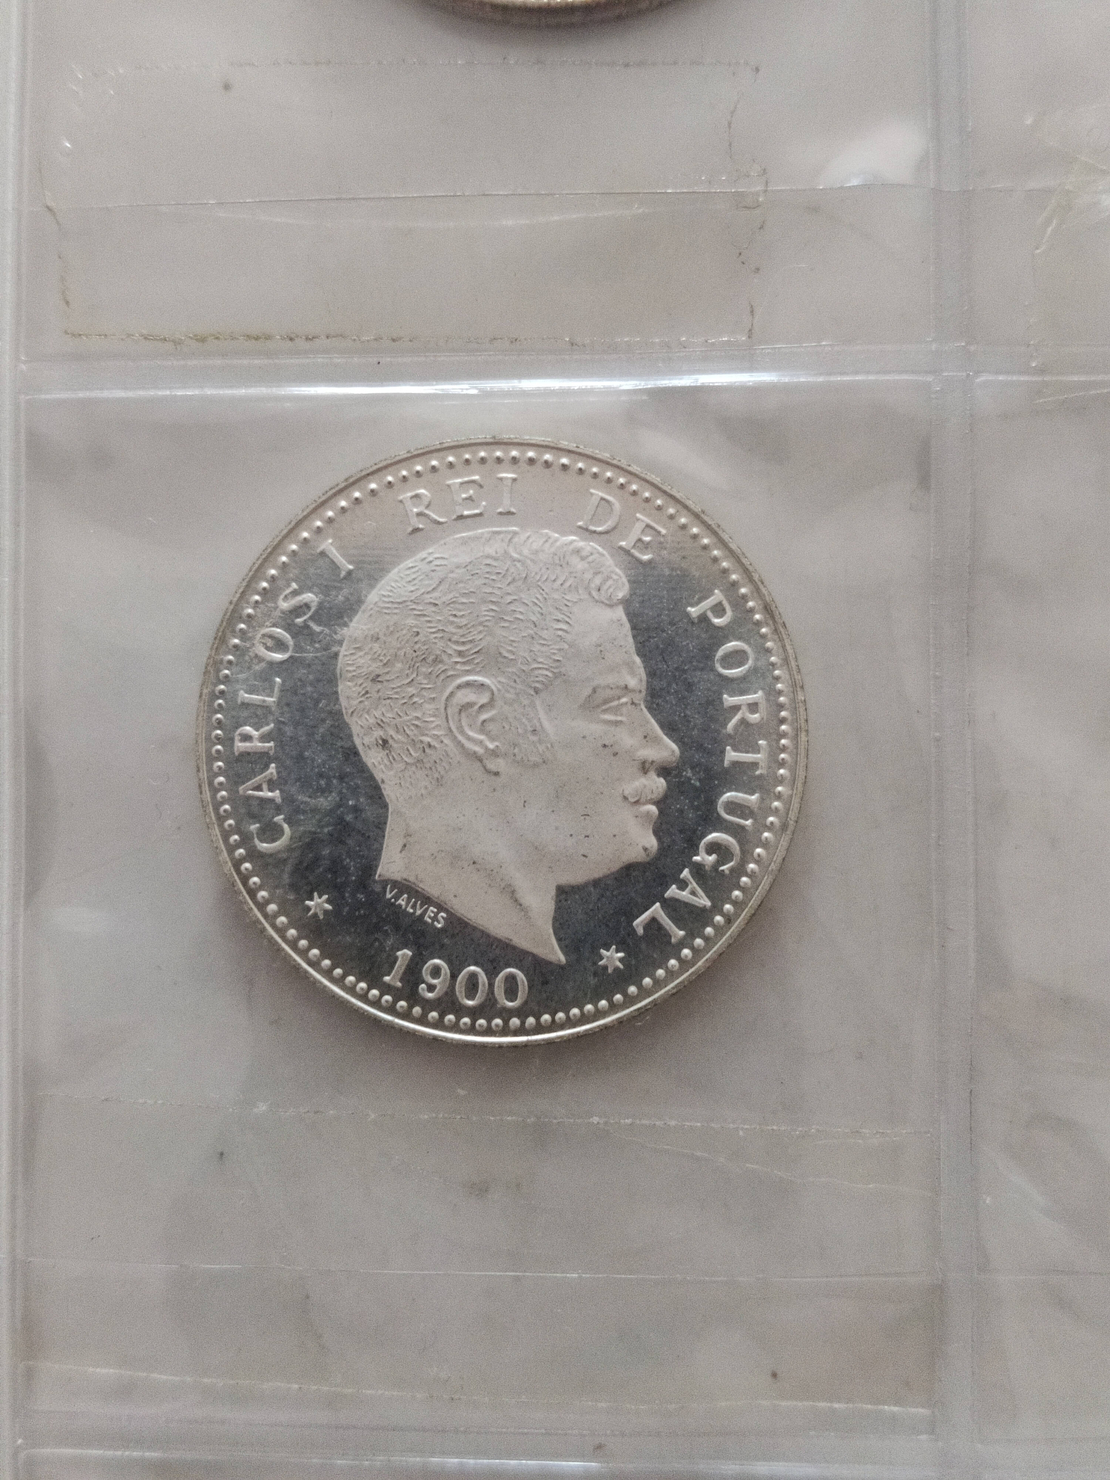 CARLOS I REI DE PORTUGAL
V.ALVES
* 1900 *